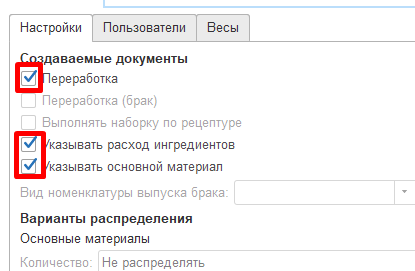 Настройки Пользователи Весы
Создаваемые документы
Переработка
Переработка (брак)
Выполнять наборку по рецептуре
Указывать расход ингредиентов
Указывать основной материал
Вид номенклатуры выпуска брака:
Варианты распределения
Основные материалы
Количество: Не распределять